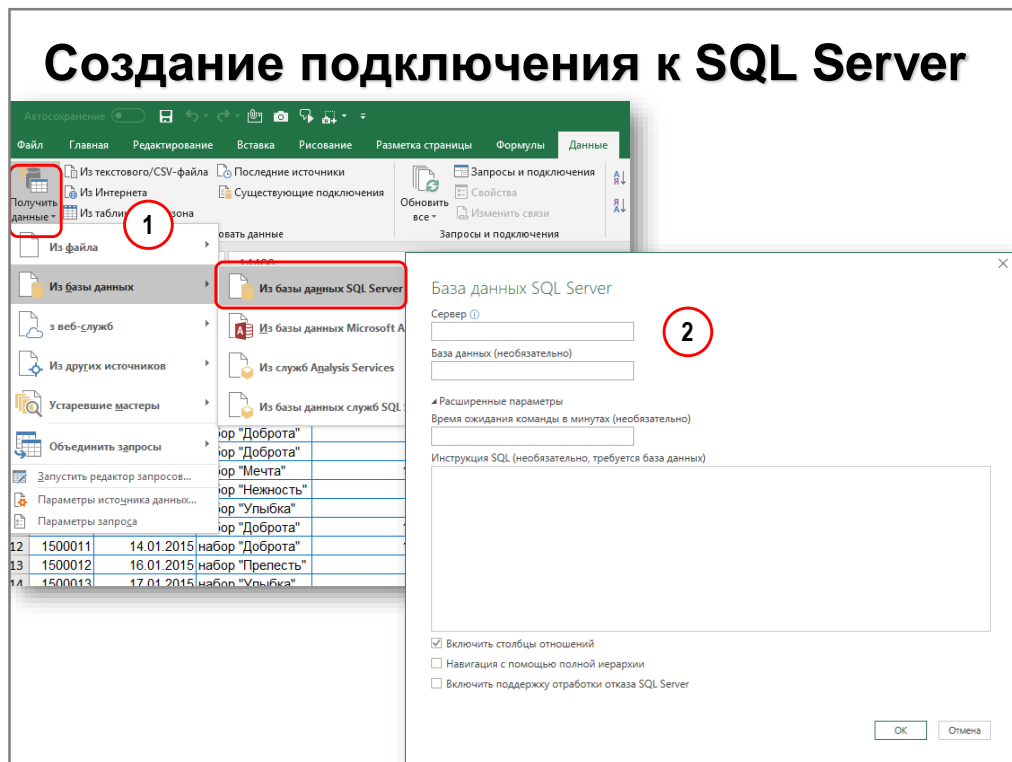 Создание подключения к SQL Server
Автосохранение
Файл Главная Редактирование Вставка Рисование Разметка страницы Формулы Данные
Получить данные
Из текстового/CSV-файла
Из Интернета
Из
Последние источники
Существующие подключения
данные
Обновить все
Запросы и подключения
Свойства
Изменить связи
Запросы и подключения
1
Из файла
Из базы данных
з веб-служб
Из других источников
Устаревшие мастеры
Объединить запросы
Запустить редактор запросов...
Параметры источника данных...
Параметры запроса
Из базы данных SQL Server
Из базы данных Microsoft A
Из служб Analysis Services
Из базы данных служб SQL
"Доброта"
"Доброта"
"Мечта"
"Нежность"
"Улыбка"
"Доброта"
12 1500011 14.01.2015 набор "Доброта"
13 1500012 16.01.2015 набор "Прелесть"
14 1500013 17.01.2015 набор "Улыбка"
База данных SQL Server
Сервер
2
База данных (необязательно)
Расширенные параметры
Время ожидания команды в минутах (необязательно)
Инструкция SQL (необязательно, требуется база данных)
Включить столбцы отношений
Навигация с помощью полной иерархии
Включить поддержку отработки отказа SQL Server
ОК Отмена